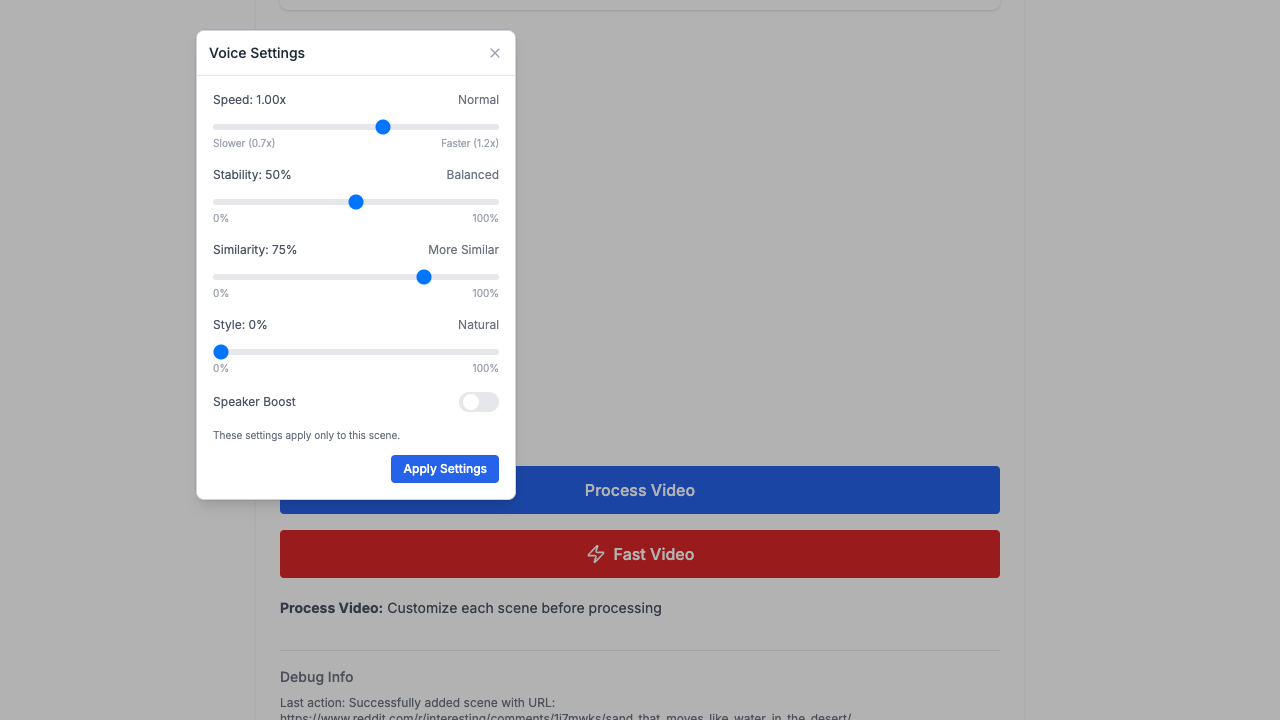 Voice Settings
Speed: 1.00x
Normal
Slower (0.7x)
Faster (1.2x)
Stability: 50%
Balanced
0%
100%
Similarity: 75%
More Similar
0%
100%
Style: 0%
Natural
0%
100%
Speaker Boost
These settings apply only to this scene.
Apply Settings
Process Video
Fast Video
Process Video: Customize each scene before processing
Debug Info
Last action: Successfully added scene with URL:
https://www.reddit.com/r/interesting/comments/1j7mwks/sand_that_moves_like_water_in_the_desert/